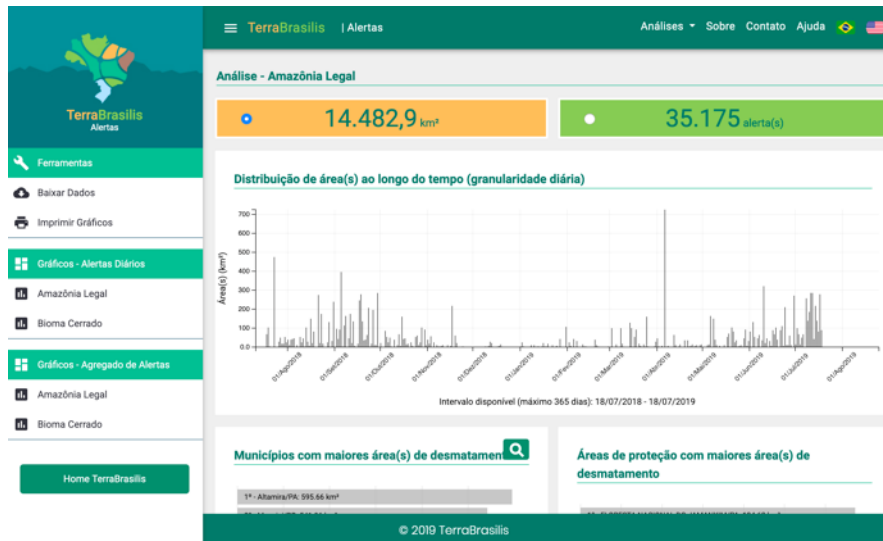 TerraBrasilis | Alertas
Análises
Sobre
Contato
Ajuda
TerraBrasilis
Alertas
Ferramentas
Baixar Dados
Imprimir Gráficos
Gráficos - Alertas Diários
Amazônia Legal
Bioma Cerrado
Gráficos - Agregado de Alertas
Amazônia Legal
Bioma Cerrado
Home TerraBrasilis
Análise - Amazônia Legal
14.482,9 km²
35.175 alerta(s)
Distribuição de área(s) ao longo do tempo (granularidade diária)
Área(s) (km²)
700
600
500
400
300
200
100
0.0
01/Ago/2018
01/Set/2018
01/Out/2018
01/Nov/2018
01/Dez/2018
01/Jan/2019
01/Fev/2019
01/Mar/2019
01/Abr/2019
01/Mai/2019
01/Jun/2019
01/Jul/2019
01/Ago/2019
Intervalo disponível (máximo 365 dias): 18/07/2018 - 18/07/2019
Municípios com maiores área(s) de desmatamen
1º - Altamira/PA: 595.66 km²
Áreas de proteção com maiores área(s) de
desmatamento
© 2019 TerraBrasilis